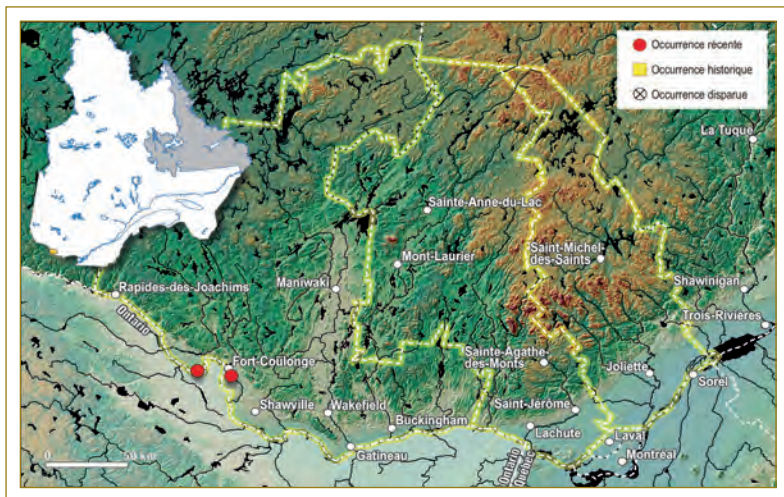 Occurrence récente
Occurrence historique
Occurrence disparue
La Tuque
Sainte-Anne-du-Lac
Mont-Laurier
Saint-Michel-
des-Saints
Maniwaki
Rapides-des-Joachims
Shawinigan
Trois-Rivières
Ontario
Fort-Coulonge
Sainte-Agathe-
des-Monts
Joliette
Sorel
Shawville
Wakefield
Saint-Jérôme
Buckingham
Lachute
Laval
Gatineau
Montréal
Ontario
Québec
0 50 km